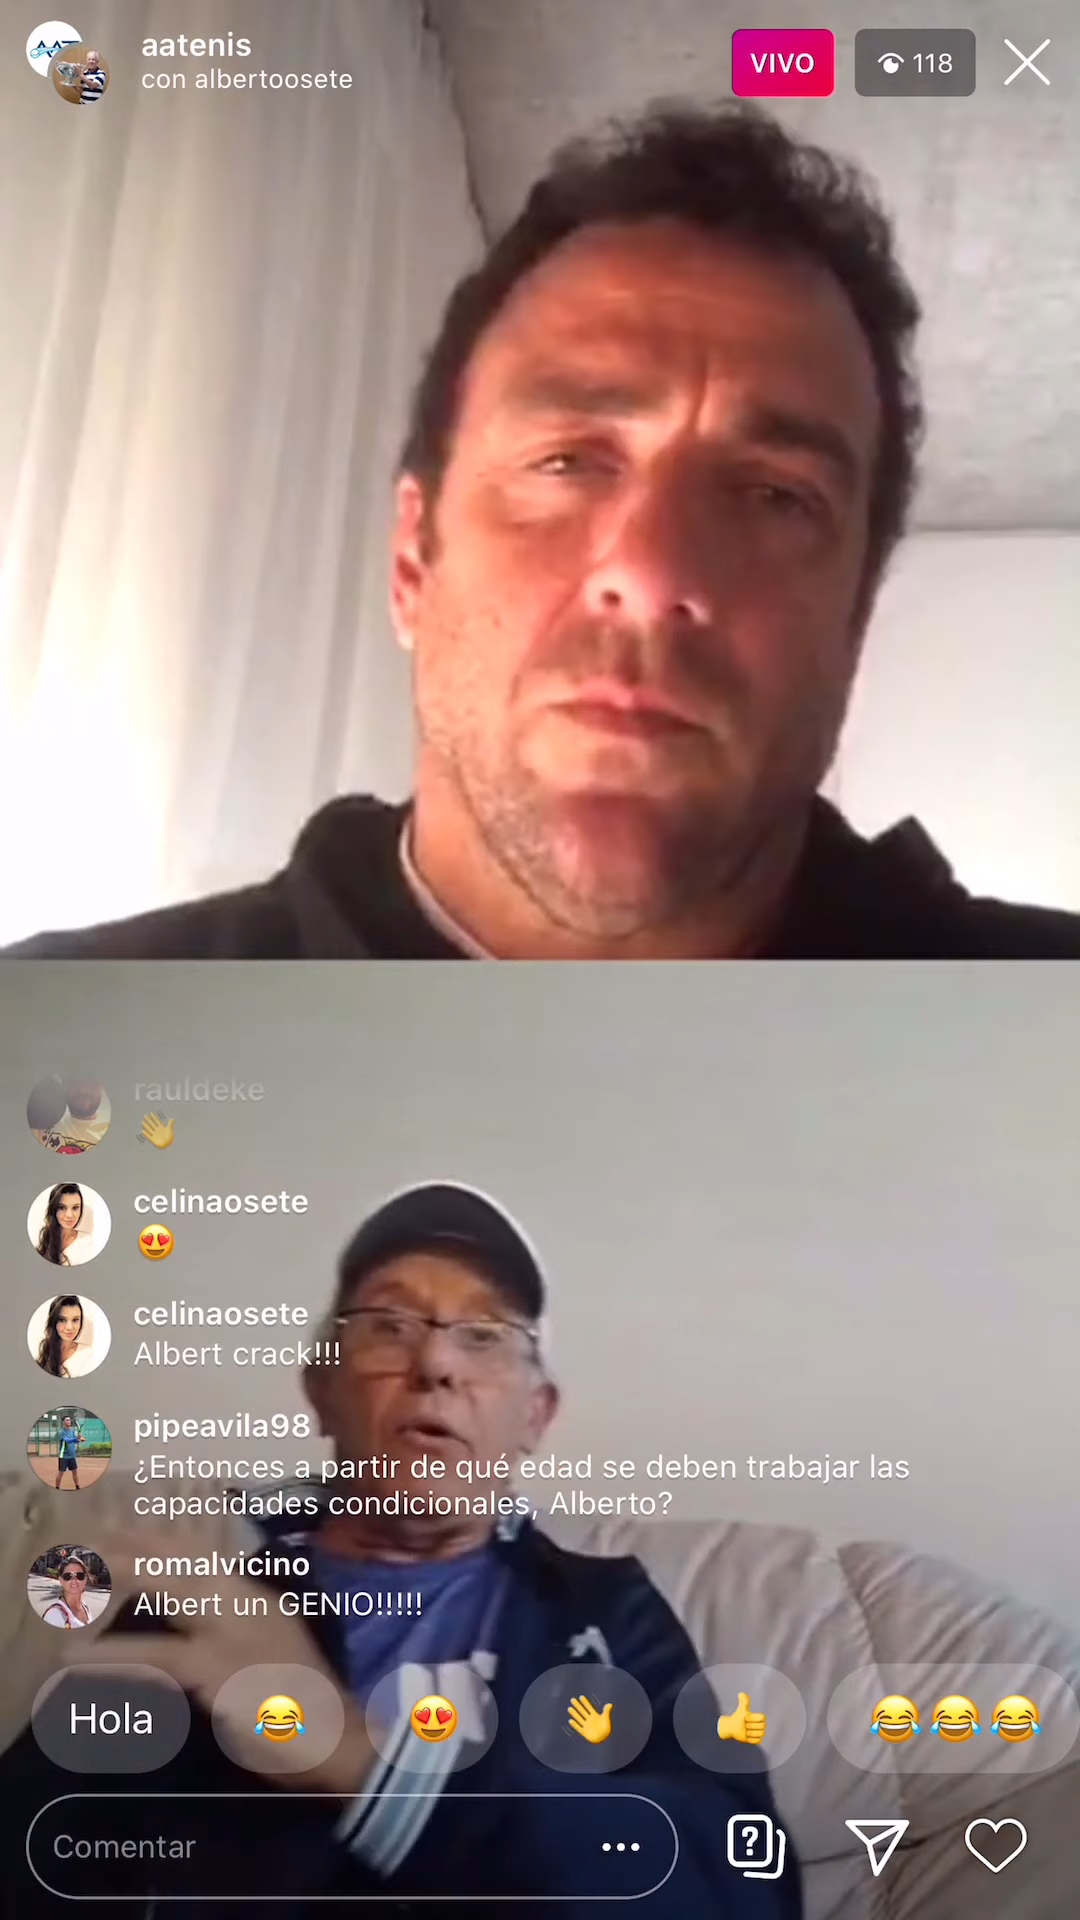 AAT
aatenis
con albertoosete
VIVO
118
rauldeke
👋
celinaosete
😍
celinaosete
Albert crack!!!
pipeavila98
¿Entonces a partir de qué edad se deben trabajar las
capacidades condicionales, Alberto?
romalvicino
Albert un GENIO!!!!!
Hola 😂 😍 👋 👍 😂😂😂
Comentar